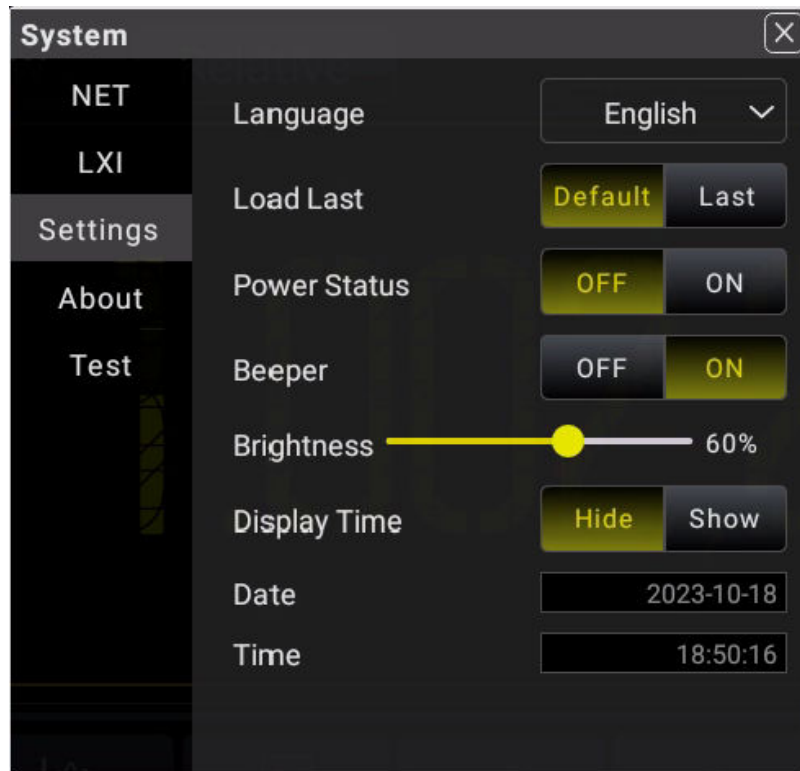 System
NET
LXI
Settings
About
Test
Language English
Load Last Default Last
Power Status OFF ON
Beeper OFF ON
Brightness 60%
Display Time Hide Show
Date 2023-10-18
Time 18:50:16